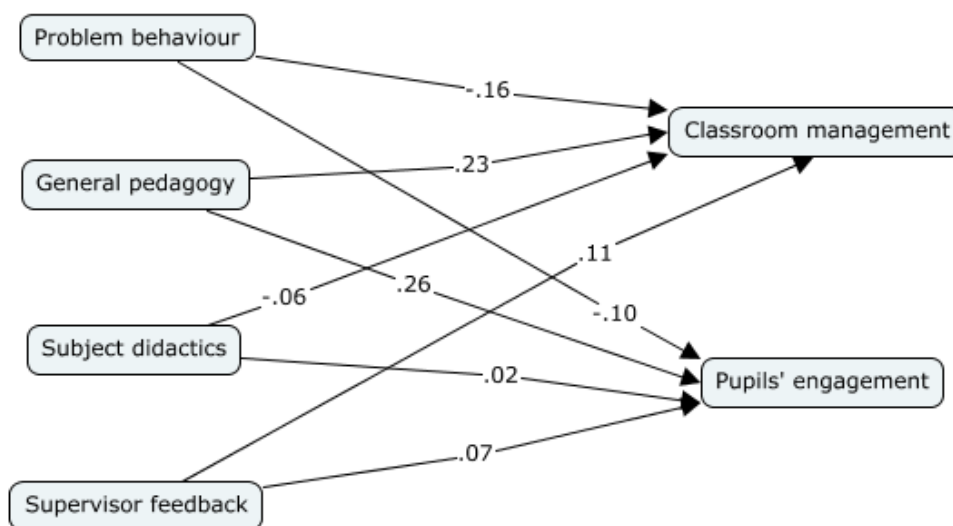 Problem behaviour
-.16
Classroom management
.23
General pedagogy
.11
.26
-.06
-.10
Subject didactics
.02
Pupils' engagement
.07
Supervisor feedback